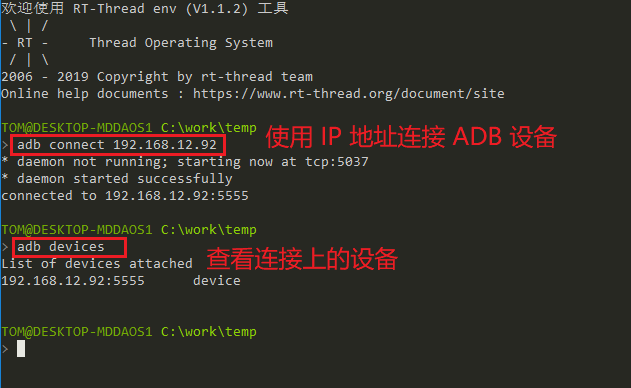 欢迎使用 RT-Thread env (V1.1.2) 工具
\ | /
- RT -     Thread Operating System
/ | \
2006 - 2019 Copyright by rt-thread team
Online help documents : https://www.rt-thread.org/document/site
TOM@DESKTOP-MDDAOS1 C:\work\temp
> adb connect 192.168.12.92
使用 IP 地址连接 ADB 设备
* daemon not running; starting now at tcp:5037
* daemon started successfully
connected to 192.168.12.92:5555
TOM@DESKTOP-MDDAOS1 C:\work\temp
> adb devices
查看连接上的设备
List of devices attached
192.168.12.92:5555      device
TOM@DESKTOP-MDDAOS1 C:\work\temp
>